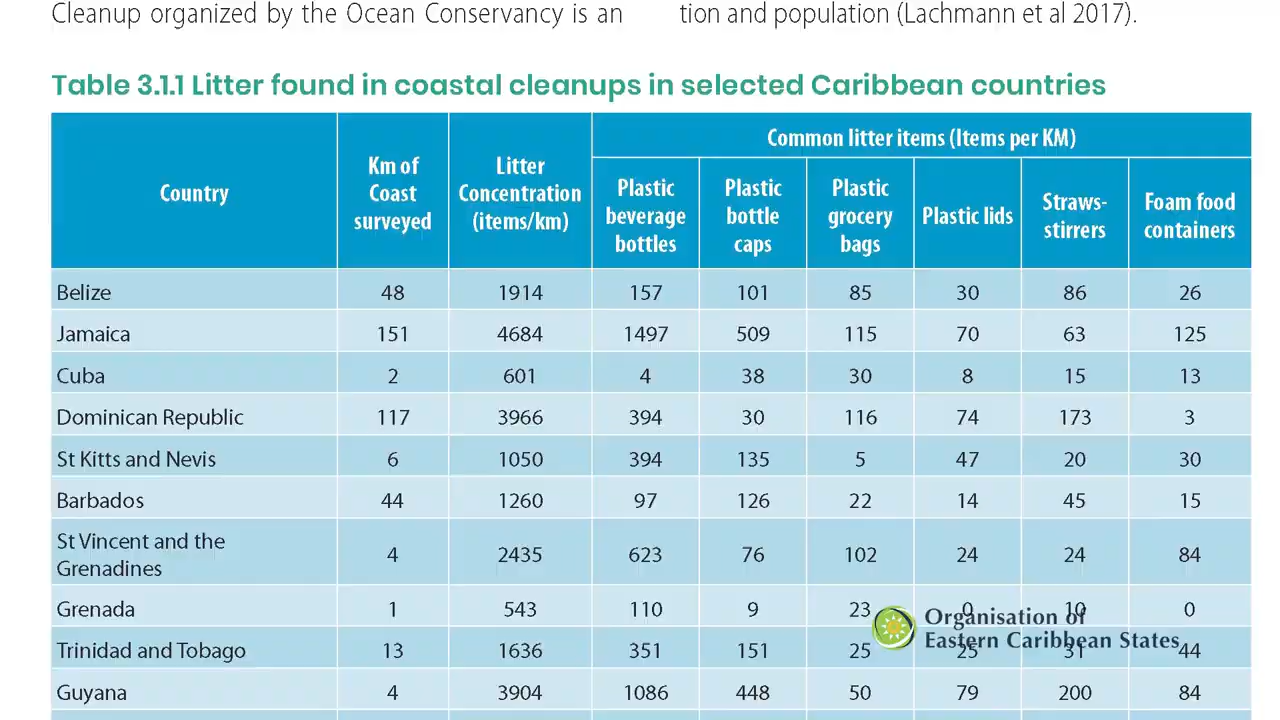 Cleanup organized by the Ocean Conservancy is an
tion and population (Lachmann et al 2017).
Table 3.1.1 Litter found in coastal cleanups in selected Caribbean countries
Country
Km of
Coast
surveyed
Litter
Concentration
(items/km)
Common litter items (Items per KM)
Plastic
beverage
bottles
Plastic
bottle
caps
Plastic
grocery
bags
Plastic lids
Straws-
stirrers
Foam food
containers
Belize 48 1914 157 101 85 30 86 26
Jamaica 151 4684 1497 509 115 70 63 125
Cuba 2 601 4 38 30 8 15 13
Dominican Republic 117 3966 394 30 116 74 173 3
St Kitts and Nevis 6 1050 394 135 5 47 20 30
Barbados 44 1260 97 126 22 14 45 15
St Vincent and the
Grenadines 4 2435 623 76 102 24 24 84
Grenada 1 543 110 9 23 0 10 0
Trinidad and Tobago 13 1636 351 151 25 25 31 44
Guyana 4 3904 1086 448 50 79 200 84
Organisation of
Eastern Caribbean States